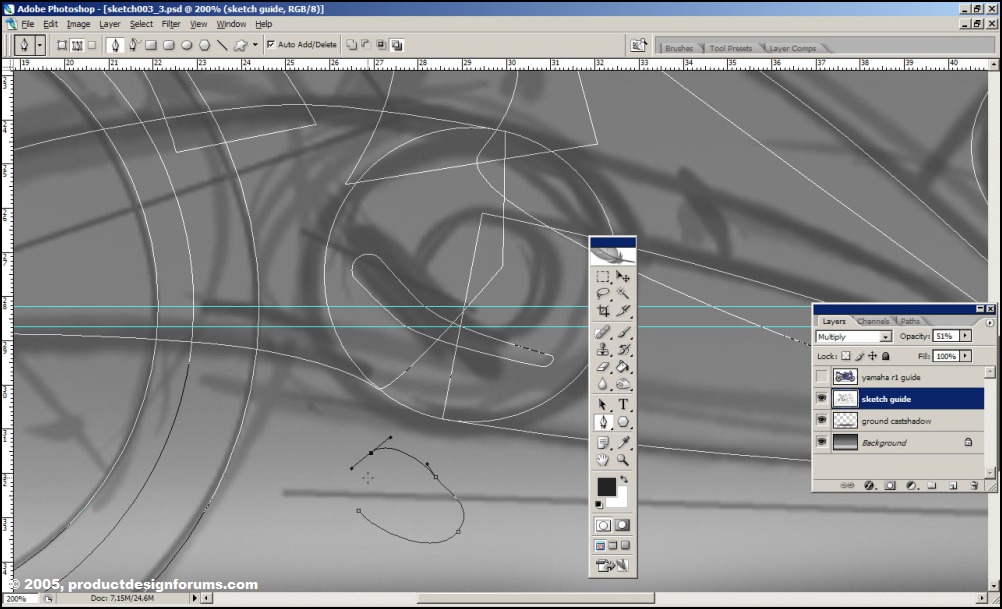 Adobe Photoshop - [sketch003_3.psd @ 200% (sketch guide, RGB/8)]
File Edit Image Layer Select Filter View Window Help
Auto Add/Delete Brushes Tool Presets Layer Comps
19 20 21 22 23 24 25 26 27 28 29 30 31 32 33 34 35 36 37 38 39 40
Layers Channels Paths
Multiply Opacity: 51%
Lock: Fill: 100%
yamaha r1 guide
sketch guide
ground castshadow
Background
© 2005, productdesignforums.com
200% Doc: 7,15M/24,6M